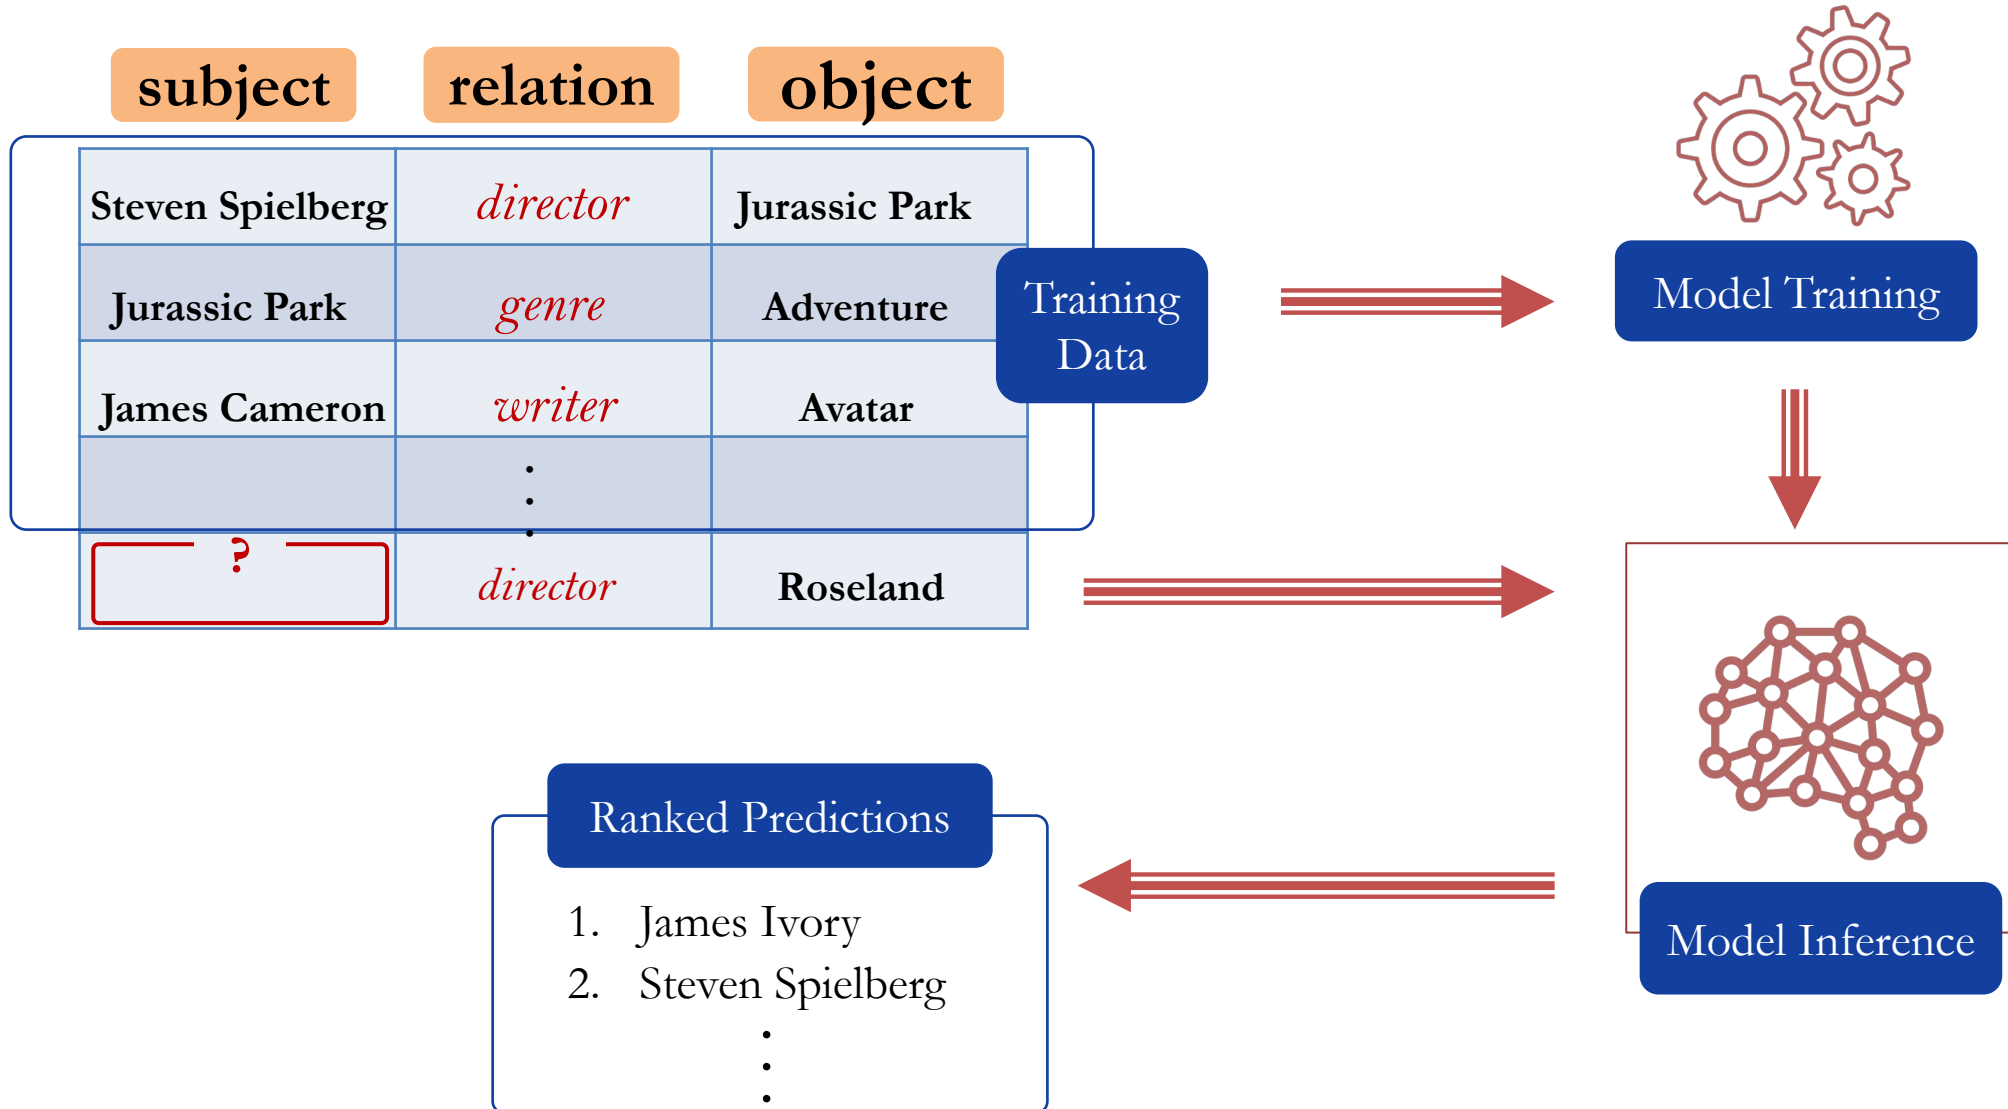 subject relation object
Steven Spielberg director Jurassic Park
Jurassic Park genre Adventure
James Cameron writer Avatar
Training
Data
Model Training
? director Roseland
Ranked Predictions
1. James Ivory
2. Steven Spielberg
Model Inference